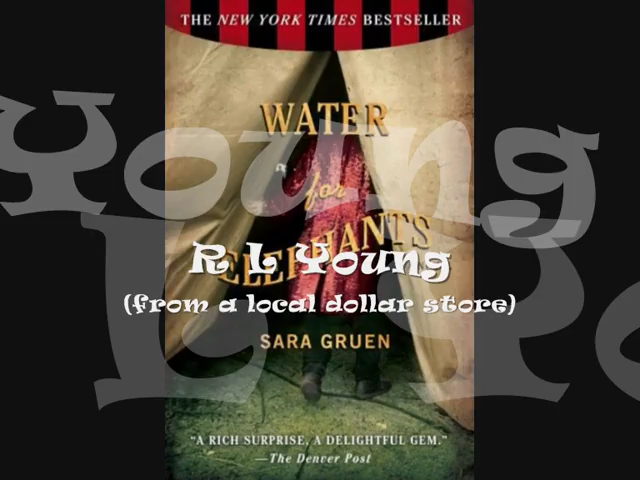 THE NEW YORK TIMES BESTSELLER
Young
WATER
for
ELEPHANTS
R L Young
(from a local dollar store)
SARA GRUEN
"A RICH SURPRISE, A DELIGHTFUL GEM."
—The Denver Post